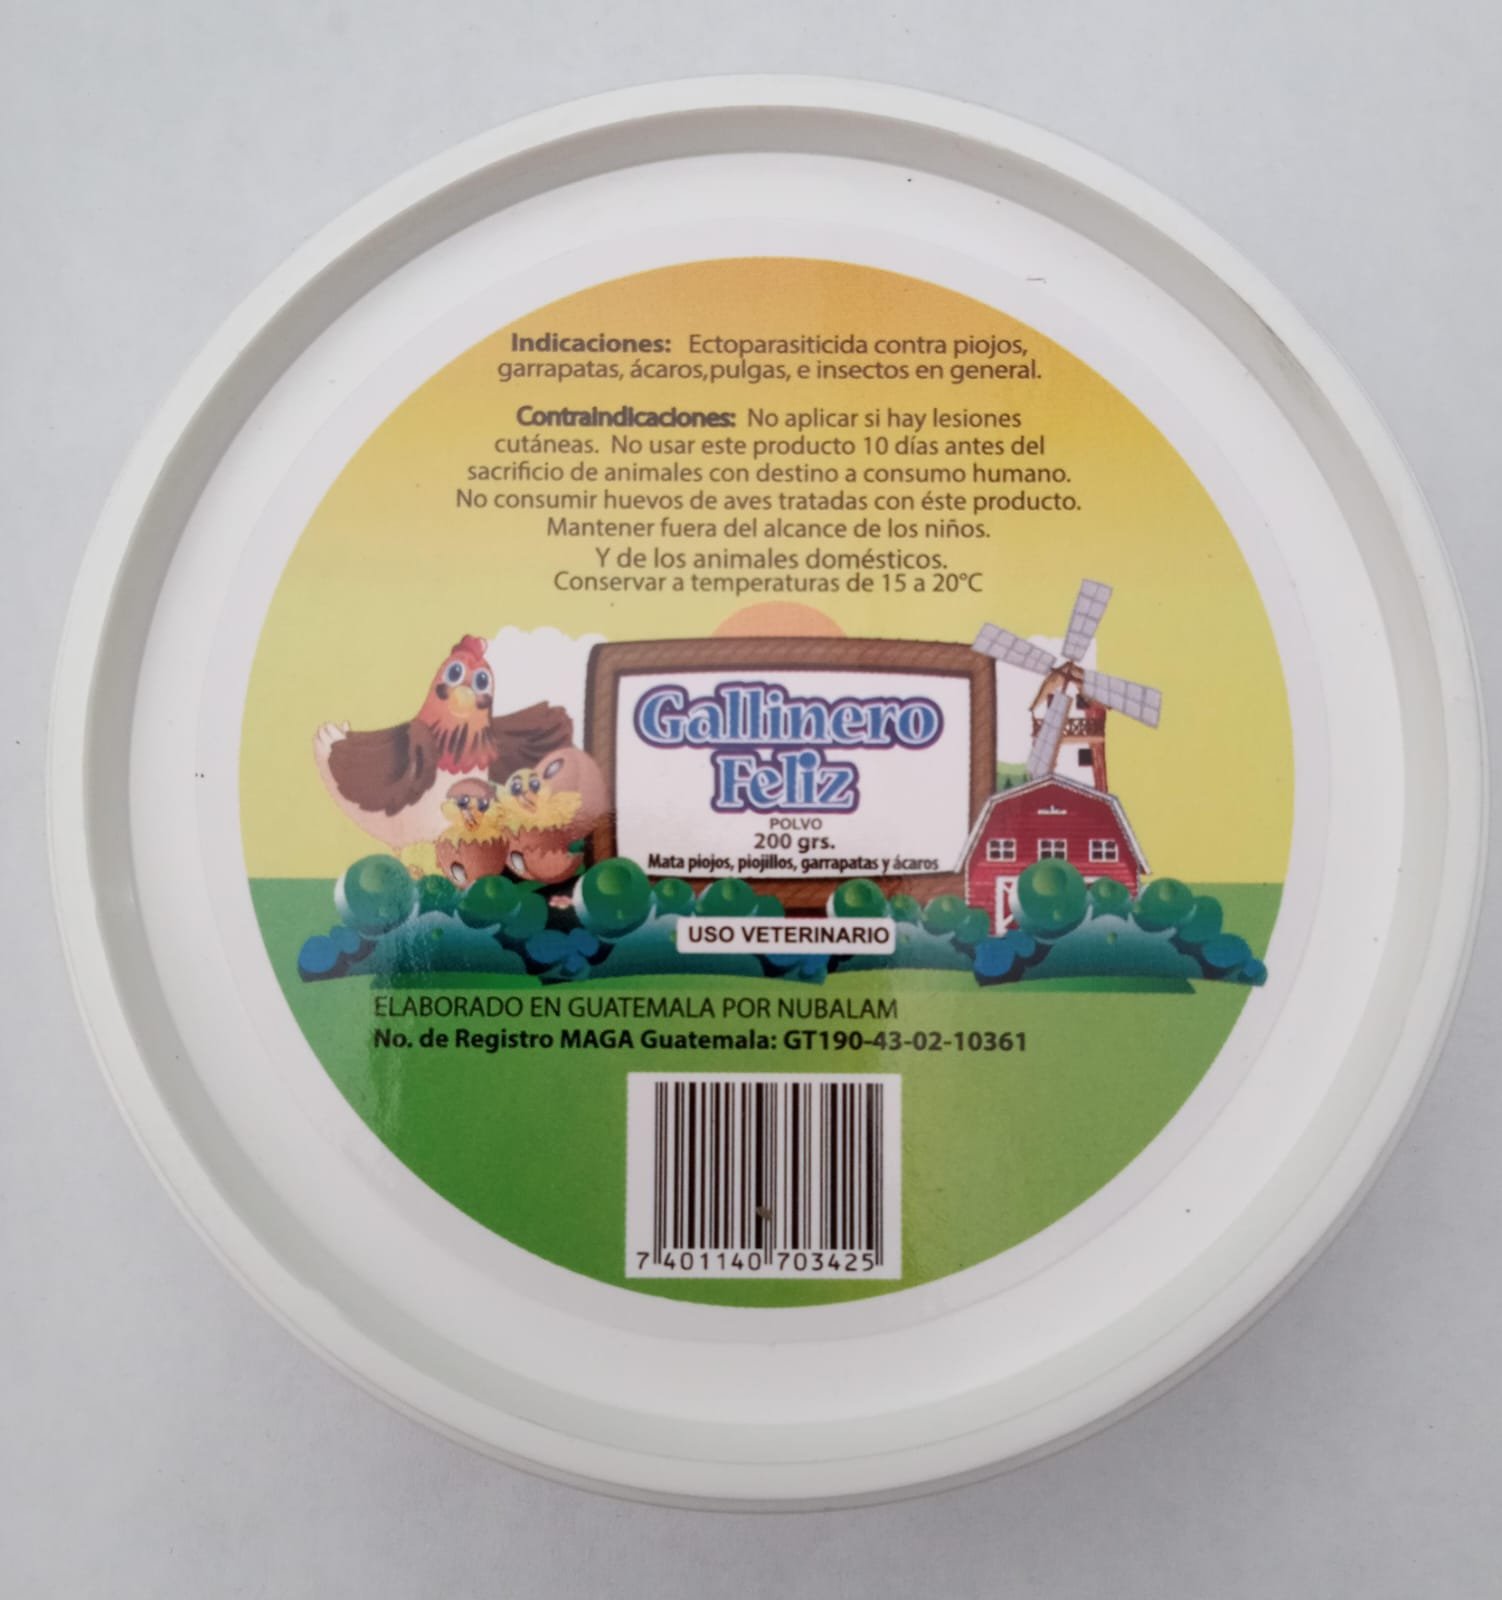 Indicaciones: Ectoparasiticida contra piojos,
garrapatas, ácaros,pulgas, e insectos en general.
Contraindicaciones: No aplicar si hay lesiones
cutáneas. No usar este producto 10 días antes del
sacrificio de animales con destino a consumo humano.
No consumir huevos de aves tratadas con éste producto.
Mantener fuera del alcance de los niños.
Y de los animales domésticos.
Conservar a temperaturas de 15 a 20°C
Gallinero
Feliz
POLVO
200 grs.
Mata piojos, piojillos, garrapatas y ácaros
USO VETERINARIO
ELABORADO EN GUATEMALA POR NUBALAM
No. de Registro MAGA Guatemala: GT190-43-02-10361
7 401140 703425